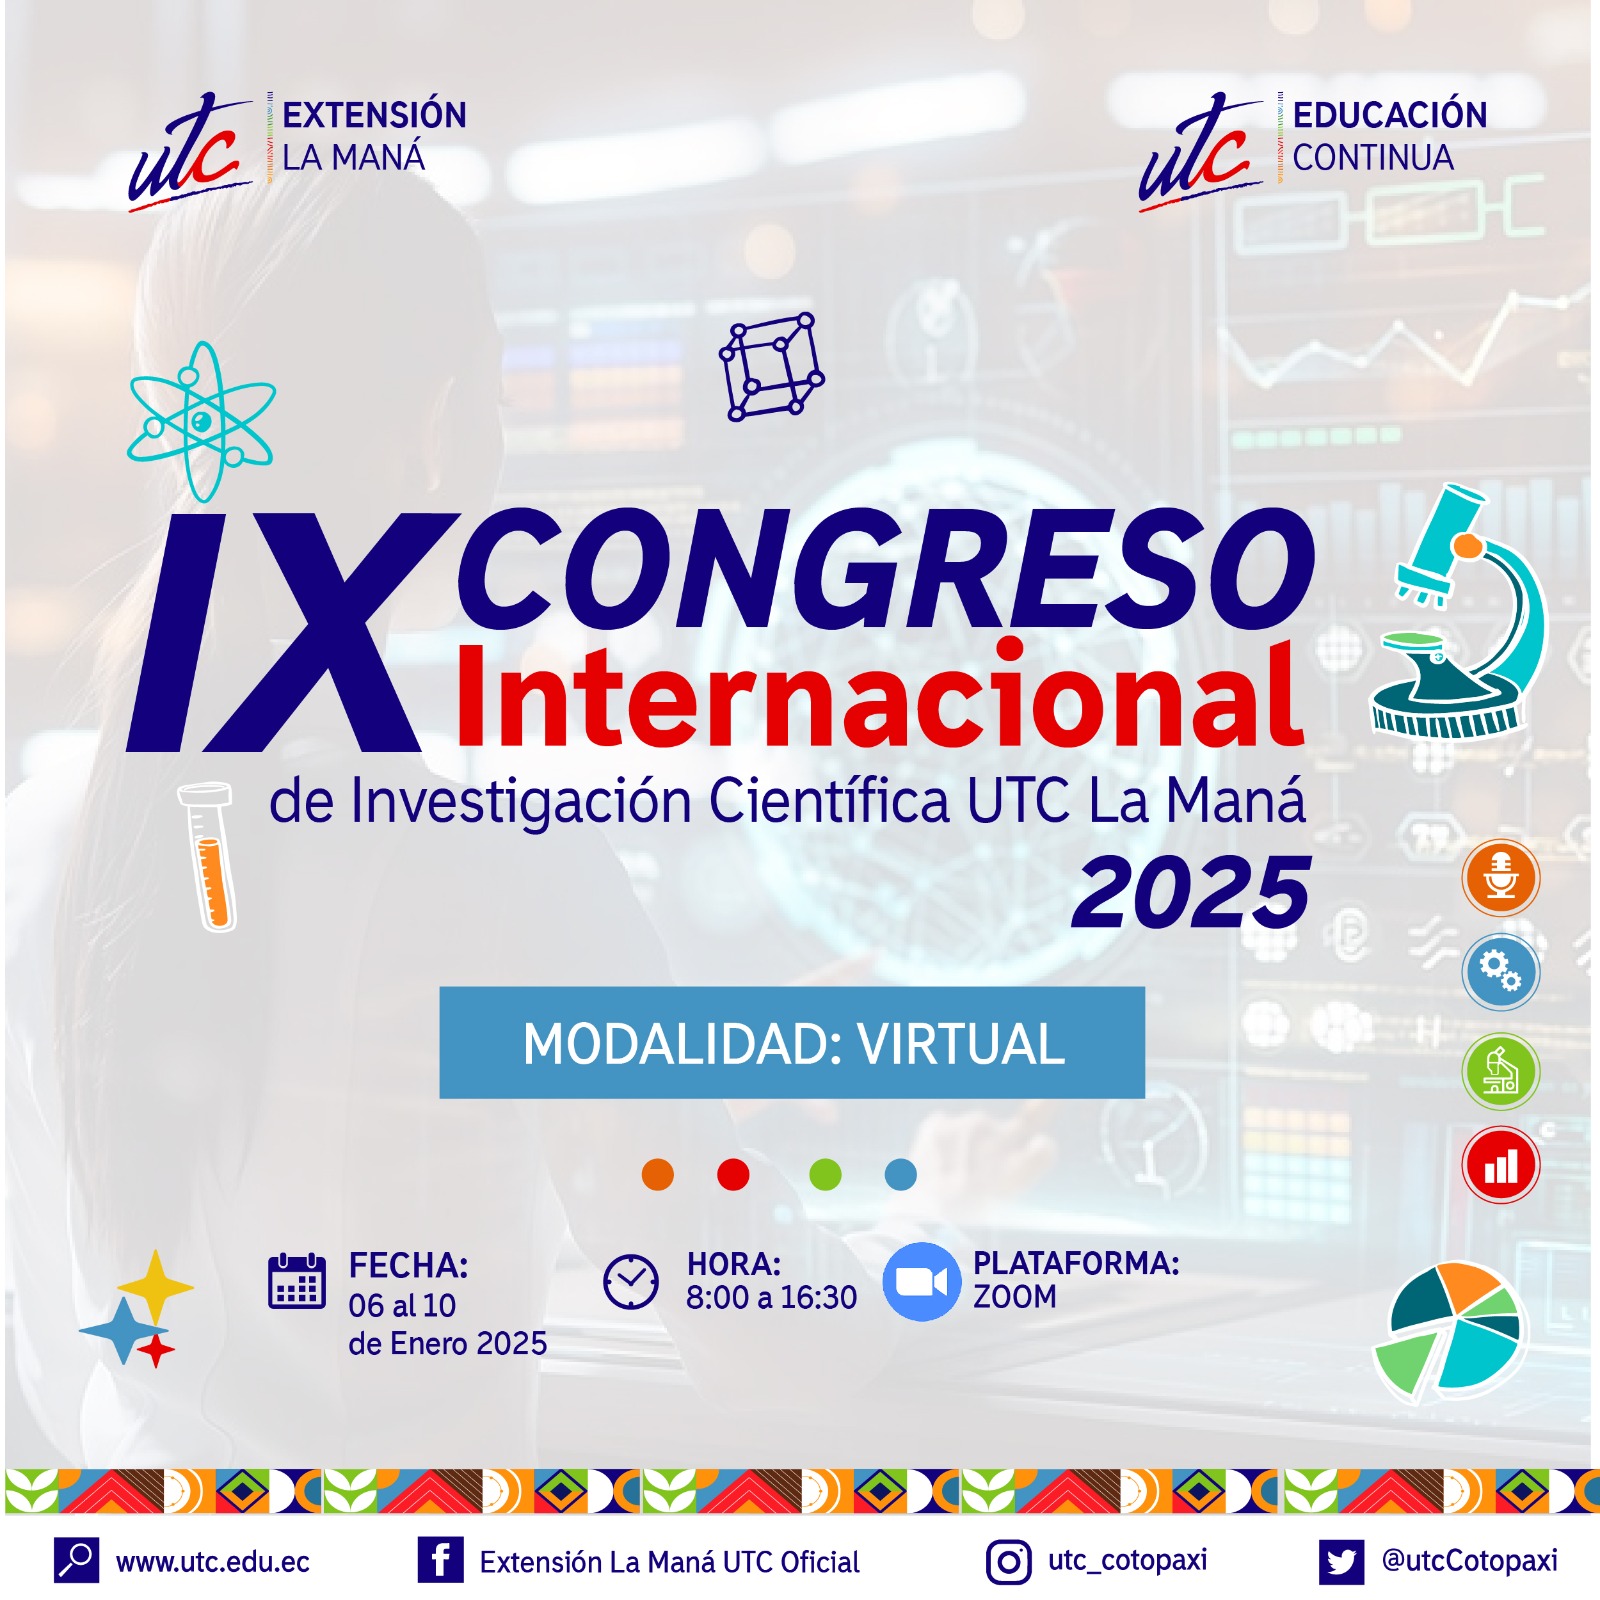 utc EXTENSIÓN
LA MANÁ
utc EDUCACIÓN
CONTINUA
IX CONGRESO
Internacional
de Investigación Científica UTC La Maná
2025
MODALIDAD: VIRTUAL
FECHA:
06 al 10
de Enero 2025
HORA:
8:00 a 16:30
PLATAFORMA:
ZOOM
www.utc.edu.ec
Extensión La Maná UTC Oficial
utc_cotopaxi
@utcCotopaxi